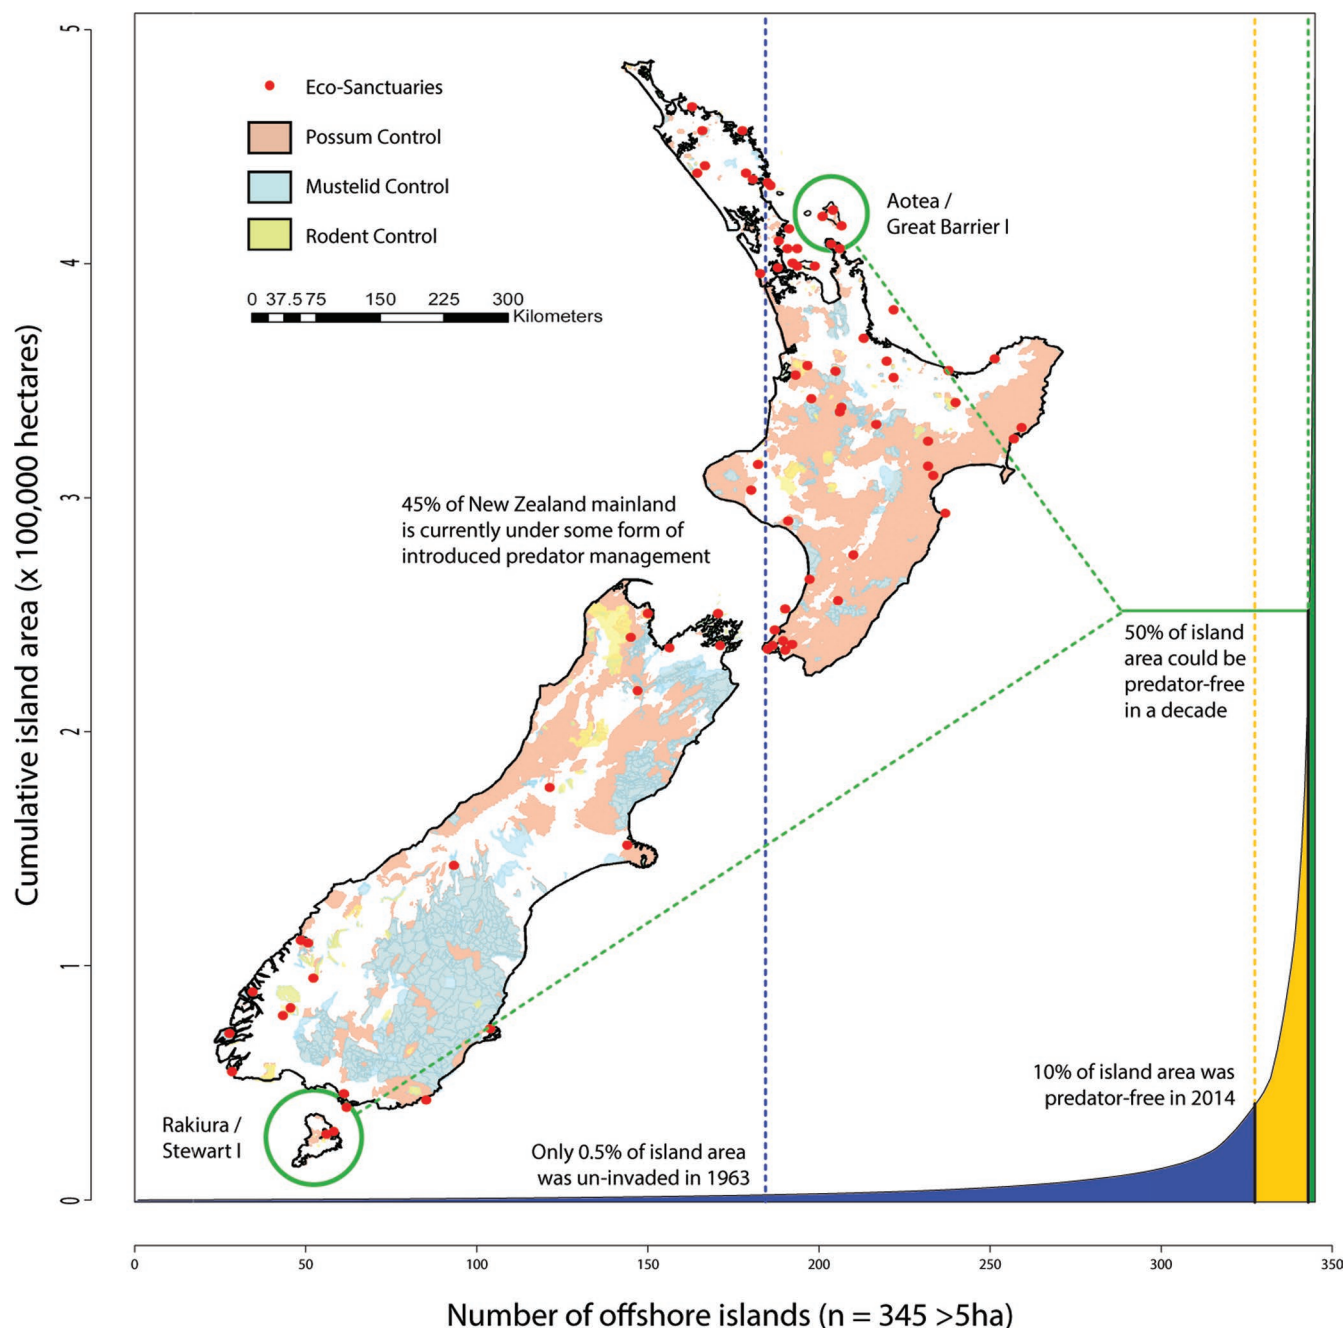 Eco-Sanctuaries
Possum Control
Mustelid Control
Rodent Control
0 37.5 75 150 225 300
Kilometers
Aotea /
Great Barrier I
45% of New Zealand mainland
is currently under some form of
introduced predator management
50% of island
area could be
predator-free
in a decade
10% of island area was
predator-free in 2014
Only 0.5% of island area
was un-invaded in 1963
Rakiura /
Stewart I
Cumulative island area (x 100,000 hectares)
5
4
3
2
1
0
0 50 100 150 200 250 300 350
Number of offshore islands (n = 345 >5ha)